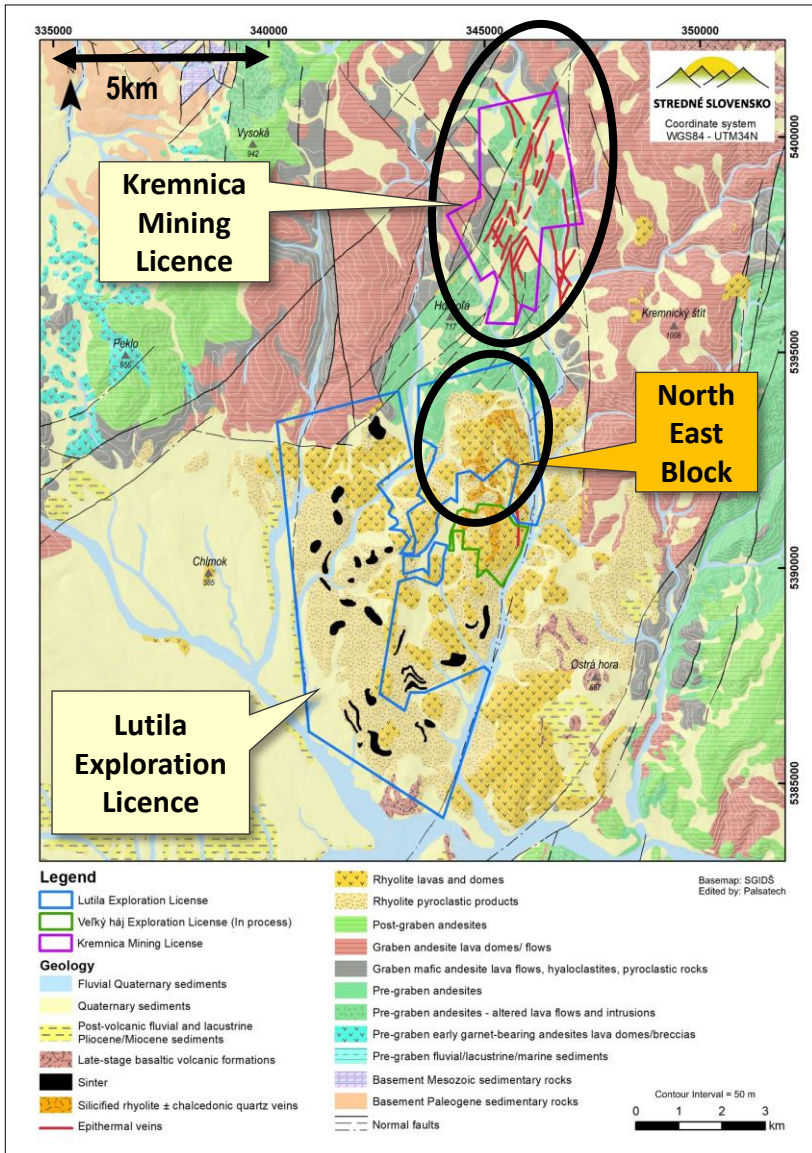 335000 340000 345000 350000
5km
STREDNÉ SLOVENSKO
Coordinate system
WGS84 - UTM34N
5400000
Vysoká
942
Kremnica
Mining
Licence
Kremnický štít
1008
5395000
Peklo
717
North
East
Block
Chlmok
385
5390000
Ostrá hora
667
Lutila
Exploration
Licence
5385000
Legend
Lutila Exploration License
Veľký háj Exploration License (In process)
Kremnica Mining License
Geology
Fluvial Quaternary sediments
Quaternary sediments
Post-volcanic fluvial and lacustrine
Pliocene/Miocene sediments
Late-stage basaltic volcanic formations
Sinter
Silicified rhyolite ± chalcedonic quartz veins
Epithermal veins
Rhyolite lavas and domes
Rhyolite pyroclastic products
Post-graben andesites
Graben andesite lava domes/ flows
Graben mafic andesite lava flows, hyaloclastites, pyroclastic rocks
Pre-graben andesites
Pre-graben andesites - altered lava flows and intrusions
Pre-graben early garnet-bearing andesites lava domes/breccias
Pre-graben fluvial/lacustrine/marine sediments
Basement Mesozoic sedimentary rocks
Basement Paleogene sedimentary rocks
Normal faults
Basemap: SGIDŠ
Edited by: Palsatech
Contour Interval = 50 m
0 1 2 3
km